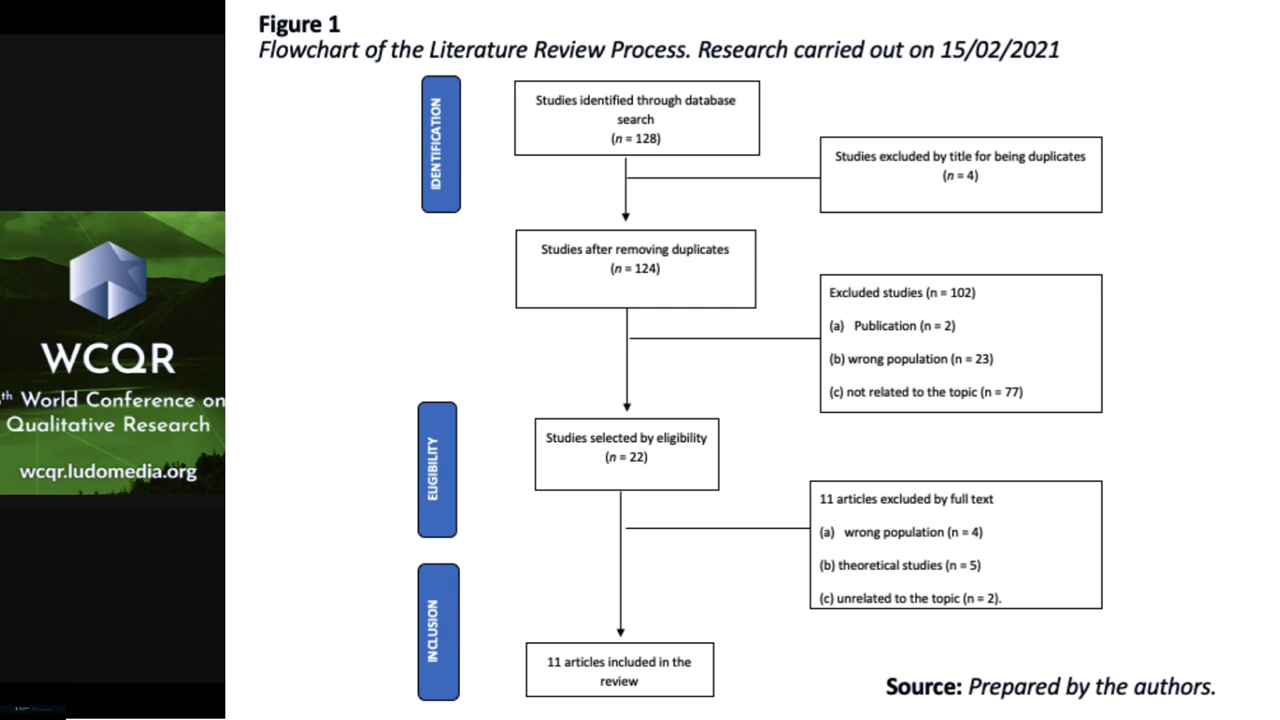 Figure 1
Flowchart of the Literature Review Process. Research carried out on 15/02/2021
IDENTIFICATION
Studies identified through database
search
(n = 128)
Studies excluded by title for being duplicates
(n = 4)
Studies after removing duplicates
(n = 124)
Excluded studies (n = 102)
(a) Publication (n = 2)
(b) wrong population (n = 23)
(c) not related to the topic (n = 77)
ELIGIBILITY
Studies selected by eligibility
(n = 22)
11 articles excluded by full text
(a) wrong population (n = 4)
(b) theoretical studies (n = 5)
(c) unrelated to the topic (n = 2).
INCLUSION
11 articles included in the
review
Source: Prepared by the authors.
WCQR
th World Conference on
Qualitative Research
wcqr.ludomedia.org